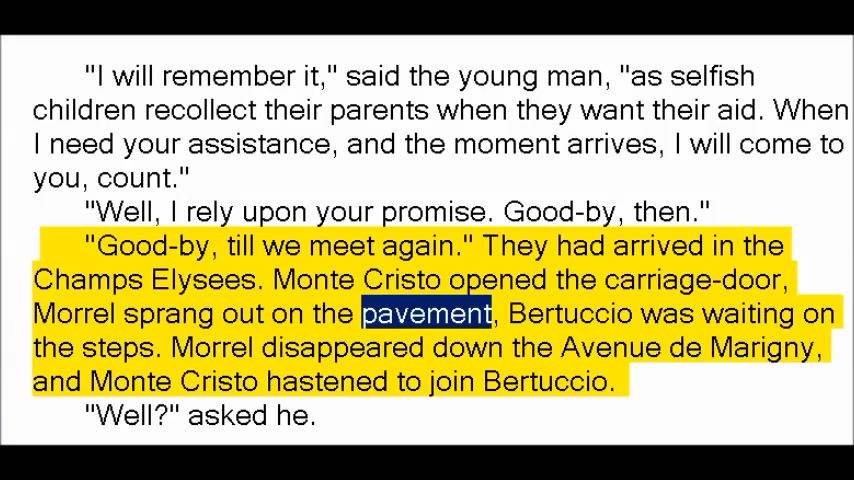 "I will remember it," said the young man, "as selfish
children recollect their parents when they want their aid. When
I need your assistance, and the moment arrives, I will come to
you, count."
"Well, I rely upon your promise. Good-by, then."
"Good-by, till we meet again." They had arrived in the
Champs Elysees. Monte Cristo opened the carriage-door,
Morrel sprang out on the pavement, Bertuccio was waiting on
the steps. Morrel disappeared down the Avenue de Marigny,
and Monte Cristo hastened to join Bertuccio.
"Well?" asked he.